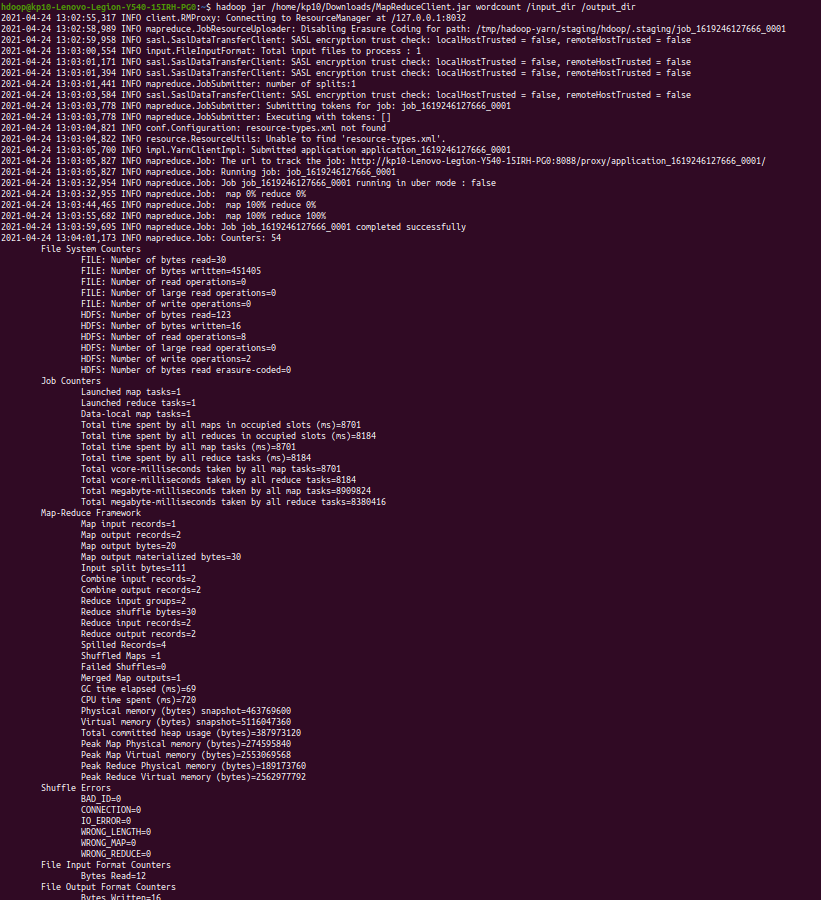 hdoop@kp10-Lenovo-Legion-Y540-15IRH-PG0:~$ hadoop jar /home/kp10/Downloads/MapReduceClient.jar wordcount /input_dir /output_dir
2021-04-24 13:02:55,317 INFO client.RMProxy: Connecting to ResourceManager at /127.0.0.1:8032
2021-04-24 13:02:58,989 INFO mapreduce.JobResourceUploader: Disabling Erasure Coding for path: /tmp/hadoop-yarn/staging/hdoop/.staging/job_1619246127666_0001
2021-04-24 13:02:59,958 INFO sasl.SaslDataTransferClient: SASL encryption trust check: localHostTrusted = false, remoteHostTrusted = false
2021-04-24 13:03:00,554 INFO input.FileInputFormat: Total input files to process : 1
2021-04-24 13:03:01,171 INFO sasl.SaslDataTransferClient: SASL encryption trust check: localHostTrusted = false, remoteHostTrusted = false
2021-04-24 13:03:01,394 INFO sasl.SaslDataTransferClient: SASL encryption trust check: localHostTrusted = false, remoteHostTrusted = false
2021-04-24 13:03:01,441 INFO mapreduce.JobSubmitter: number of splits:1
2021-04-24 13:03:03,584 INFO sasl.SaslDataTransferClient: SASL encryption trust check: localHostTrusted = false, remoteHostTrusted = false
2021-04-24 13:03:03,778 INFO mapreduce.JobSubmitter: Submitting tokens for job: job_1619246127666_0001
2021-04-24 13:03:03,778 INFO mapreduce.JobSubmitter: Executing with tokens: []
2021-04-24 13:03:04,821 INFO conf.Configuration: resource-types.xml not found
2021-04-24 13:03:04,822 INFO resource.ResourceUtils: Unable to find 'resource-types.xml'.
2021-04-24 13:03:05,700 INFO impl.YarnClientImpl: Submitted application application_1619246127666_0001
2021-04-24 13:03:05,827 INFO mapreduce.Job: The url to track the job: http://kp10-Lenovo-Legion-Y540-15IRH-PG0:8088/proxy/application_1619246127666_0001/
2021-04-24 13:03:05,827 INFO mapreduce.Job: Running job: job_1619246127666_0001
2021-04-24 13:03:32,954 INFO mapreduce.Job: Job job_1619246127666_0001 running in uber mode : false
2021-04-24 13:03:32,955 INFO mapreduce.Job:  map 0% reduce 0%
2021-04-24 13:03:44,465 INFO mapreduce.Job:  map 100% reduce 0%
2021-04-24 13:03:55,682 INFO mapreduce.Job:  map 100% reduce 100%
2021-04-24 13:03:59,695 INFO mapreduce.Job: Job job_1619246127666_0001 completed successfully
2021-04-24 13:04:01,173 INFO mapreduce.Job: Counters: 54
File System Counters
FILE: Number of bytes read=30
FILE: Number of bytes written=451405
FILE: Number of read operations=0
FILE: Number of large read operations=0
FILE: Number of write operations=0
HDFS: Number of bytes read=123
HDFS: Number of bytes written=16
HDFS: Number of read operations=8
HDFS: Number of large read operations=0
HDFS: Number of write operations=2
HDFS: Number of bytes read erasure-coded=0
Job Counters
Launched map tasks=1
Launched reduce tasks=1
Data-local map tasks=1
Total time spent by all maps in occupied slots (ms)=8701
Total time spent by all reduces in occupied slots (ms)=8184
Total time spent by all map tasks (ms)=8701
Total time spent by all reduce tasks (ms)=8184
Total vcore-milliseconds taken by all map tasks=8701
Total vcore-milliseconds taken by all reduce tasks=8184
Total megabyte-milliseconds taken by all map tasks=8909824
Total megabyte-milliseconds taken by all reduce tasks=8380416
Map-Reduce Framework
Map input records=1
Map output records=2
Map output bytes=20
Map output materialized bytes=30
Input split bytes=111
Combine input records=2
Combine output records=2
Reduce input groups=2
Reduce shuffle bytes=30
Reduce input records=2
Reduce output records=2
Spilled Records=4
Shuffled Maps =1
Failed Shuffles=0
Merged Map outputs=1
GC time elapsed (ms)=69
CPU time spent (ms)=720
Physical memory (bytes) snapshot=463769600
Virtual memory (bytes) snapshot=5116047360
Total committed heap usage (bytes)=387973120
Peak Map Physical memory (bytes)=274595840
Peak Map Virtual memory (bytes)=2553069568
Peak Reduce Physical memory (bytes)=189173760
Peak Reduce Virtual memory (bytes)=2562977792
Shuffle Errors
BAD_ID=0
CONNECTION=0
IO_ERROR=0
WRONG_LENGTH=0
WRONG_MAP=0
WRONG_REDUCE=0
File Input Format Counters
Bytes Read=12
File Output Format Counters
Bytes Written=16